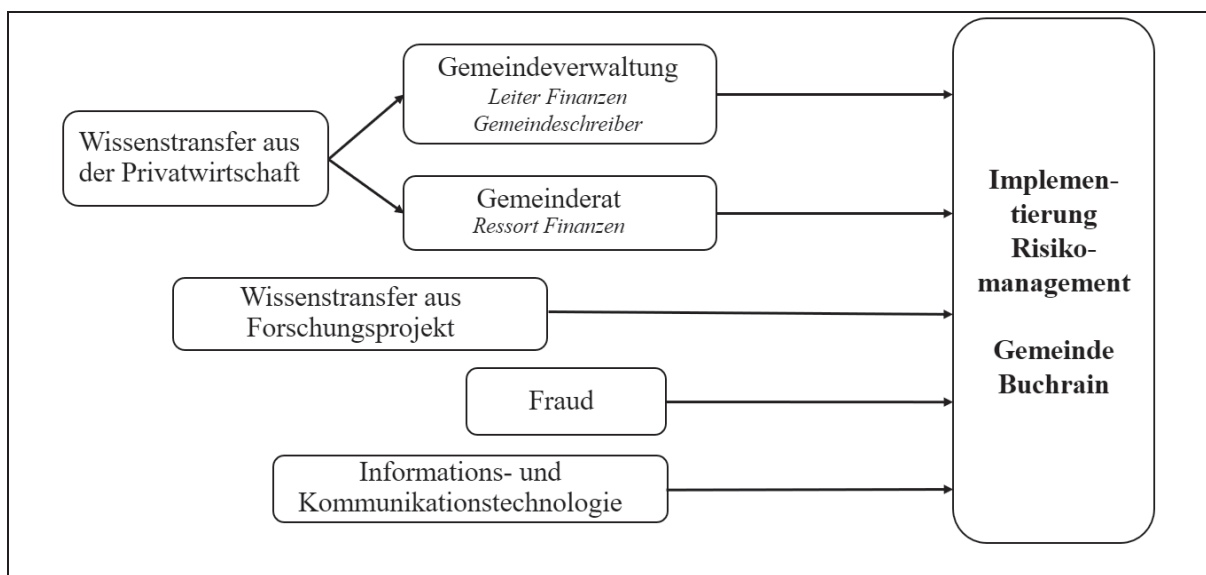 Gemeindeverwaltung
Leiter Finanzen
Gemeindeschreiber
Wissenstransfer aus
der Privatwirtschaft
Gemeinderat
Ressort Finanzen
Wissenstransfer aus
Forschungsprojekt
Fraud
Informations- und
Kommunikationstechnologie
Implemen-
tierung
Risiko-
management
Gemeinde
Buchrain